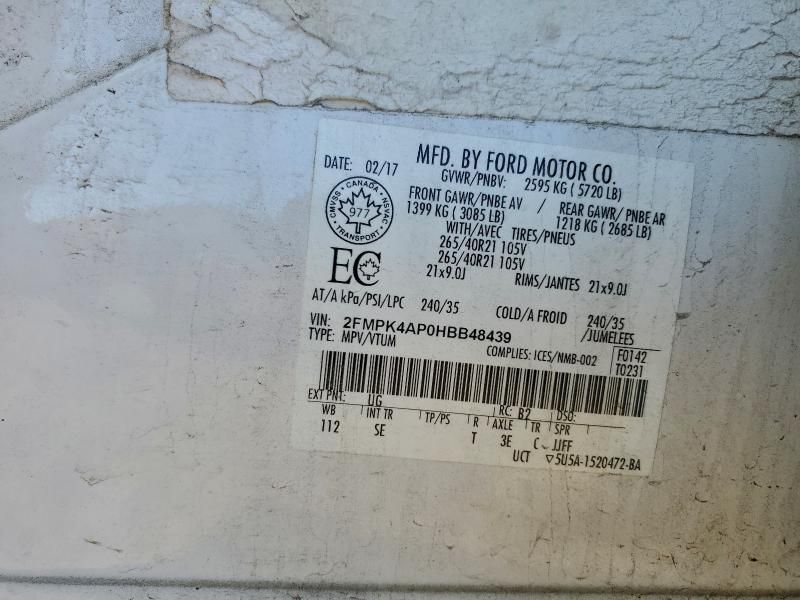 MFD. BY FORD MOTOR CO.
DATE: 02/17
GVWR/PNBV: 2595 KG ( 5720 LB)
FRONT GAWR/PNBE AV / REAR GAWR/PNBE AR
1399 KG ( 3085 LB) 1218 KG ( 2685 LB)
WITH/AVEC TIRES/PNEUS
265/40R21 105V
265/40R21 105V
21x9.0J RIMS/JANTES 21x9.0J
CANADA
CMVSS NSVAC
977
TRANSPORT
EC
AT/A kPa/PSI/LPC 240/35 COLD/A FROID 240/35
/JUMELEES
VIN: 2FMPK4AP0HBB48439
TYPE: MPV/VTUM
COMPLIES: ICES/NMB-002
F0142
T0231
EXT PNT: UG RC: B2 DSO:
WB INT TR TP/PS R AXLE TR SPR
112 SE T 3E C JJFF
UCT ▽5U5A-1520472-BA